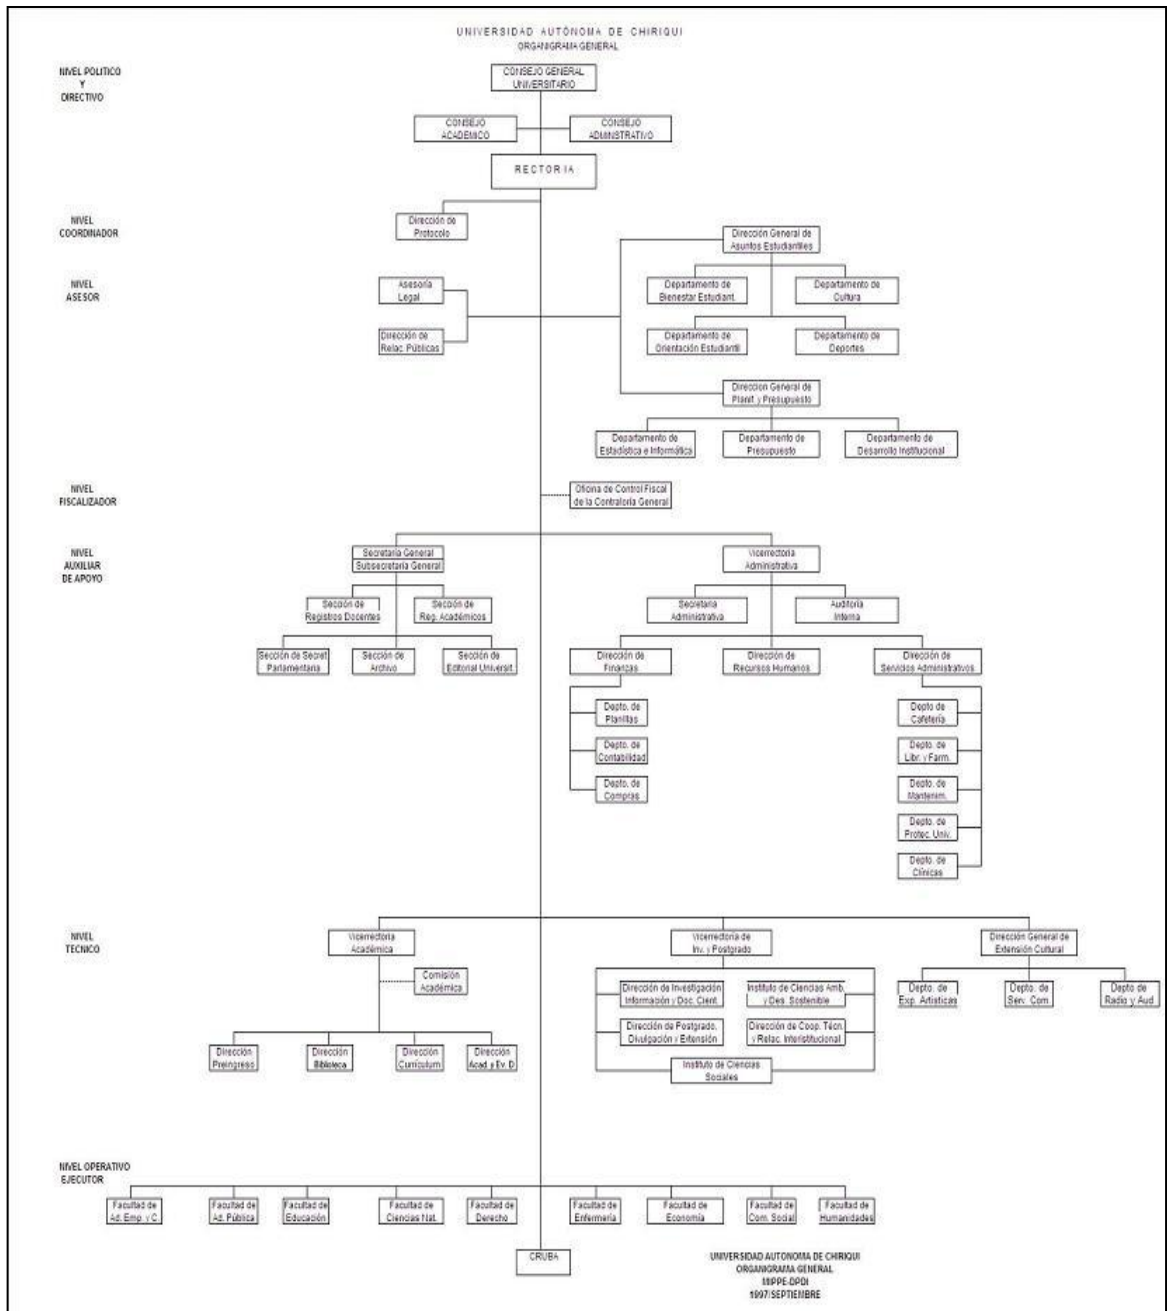 UNIVERSIDAD AUTÓNOMA DE CHIRIQUI
ORGANIGRAMA GENERAL
NIVEL POLITICO
Y
DIRECTIVO
CONSEJO GENERAL
UNIVERSITARIO
CONSEJO
ACADEMICO
CONSEJO
ADMINSTRATIVO
RECTORIA
NIVEL
COORDINADOR
Dirección de
Protocolo
Dirección General de
Asuntos Estudiantiles
NIVEL
ASESOR
Asesoría
Legal
Departamento de
Bienestar Estudiant.
Departamento de
Cultura
Dirección de
Relac. Públicas
Departamento de
Orientación Estudiantil
Departamento de
Deportes
Direccion General de
Planif. y Presupuesto
Departamento de
Estadística e Informática
Departamento de
Presupuesto
Departamento de
Desarrollo Institucional
NIVEL
FISCALIZADOR
Oficina de Control Fiscal
de la Contraloría General
NIVEL
AUXILIAR
DE APOYO
Secretaría General
Subsecretaría General
Vicerrectoría
Administrativa
Sección de
Registros Docentes
Sección de
Reg. Académicos
Secretaria
Administrativa
Auditoría
Interna
Sección de Secret.
Parlamentaria
Sección de
Archivo
Sección de
Editorial Universit.
Dirección de
Finanzas
Dirección de
Recursos Humanos
Dirección de
Servicios Administrativos
Depto. de
Planillas
Depto. de
Contabilidad
Depto. de
Compras
Depto de
Cafetería
Depto. de
Libr. y Farm.
Depto. de
Mantenim.
Depto. de
Protec. Univ.
Depto. de
Clínicas
NIVEL
TECNICO
Vicerrectoría
Académica
Vicerrectoría de
Inv. y Postgrado
Dirección General de
Extensión Cultural
Comisión
Académica
Dirección de Investigación
Información y Doc. Cient.
Instituto de Ciencias Amb.
y Des. Sostenible
Depto. de
Exp. Artísticas
Depto. de
Serv. Com.
Depto de
Radio y Aud.
Dirección de Postgrado.
Divulgación y Extensión
Dirección de Coop. Técn.
y Relac. Interistitucional
Dirección
Preingreso
Dirección
Biblioteca
Dirección
Currículum
Dirección
Acad. y Ev. D
Instituto de Ciencias
Sociales
NIVEL OPERATIVO
EJECUTOR
Facultad de
Ad. Emp. y C.
Facultad de
Ad. Pública
Facultad de
Educación
Facultad de
Ciencias Nat.
Facultad de
Derecho
Facultad de
Enfermería
Facultad de
Economía
Facultad de
Com. Social
Facultad de
Humanidades
CRUBA
UNIVERSIDAD AUTONOMA DE CHIRIQUI
ORGANIGRAMA GENERAL
MIPPE-DPDI
1997/SEPTIEMBRE